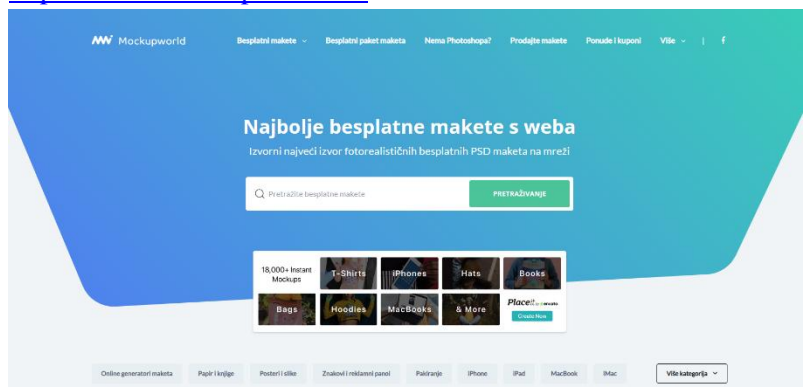 Mockupworld
Besplatni makete
Besplatni paket maketa
Nema Photoshopa?
Prodajte makete
Ponude i kuponi
Više
Najbolje besplatne makete s weba
Izvorni najveći izvor fotorealističnih besplatnih PSD maketa na mreži
Pretražite besplatne makete
PRETRAŽIVANJE
18,000+ Instant
Mockups
T-Shirts
iPhones
Hats
Books
Bags
Hoodies
MacBooks
& More
Placeit
Create Now
Online generatori maketa
Papir i knjige
Posteri i slike
Znakovi i reklamni panoi
Pakiranje
iPhone
iPad
MacBook
iMac
Više kategorija